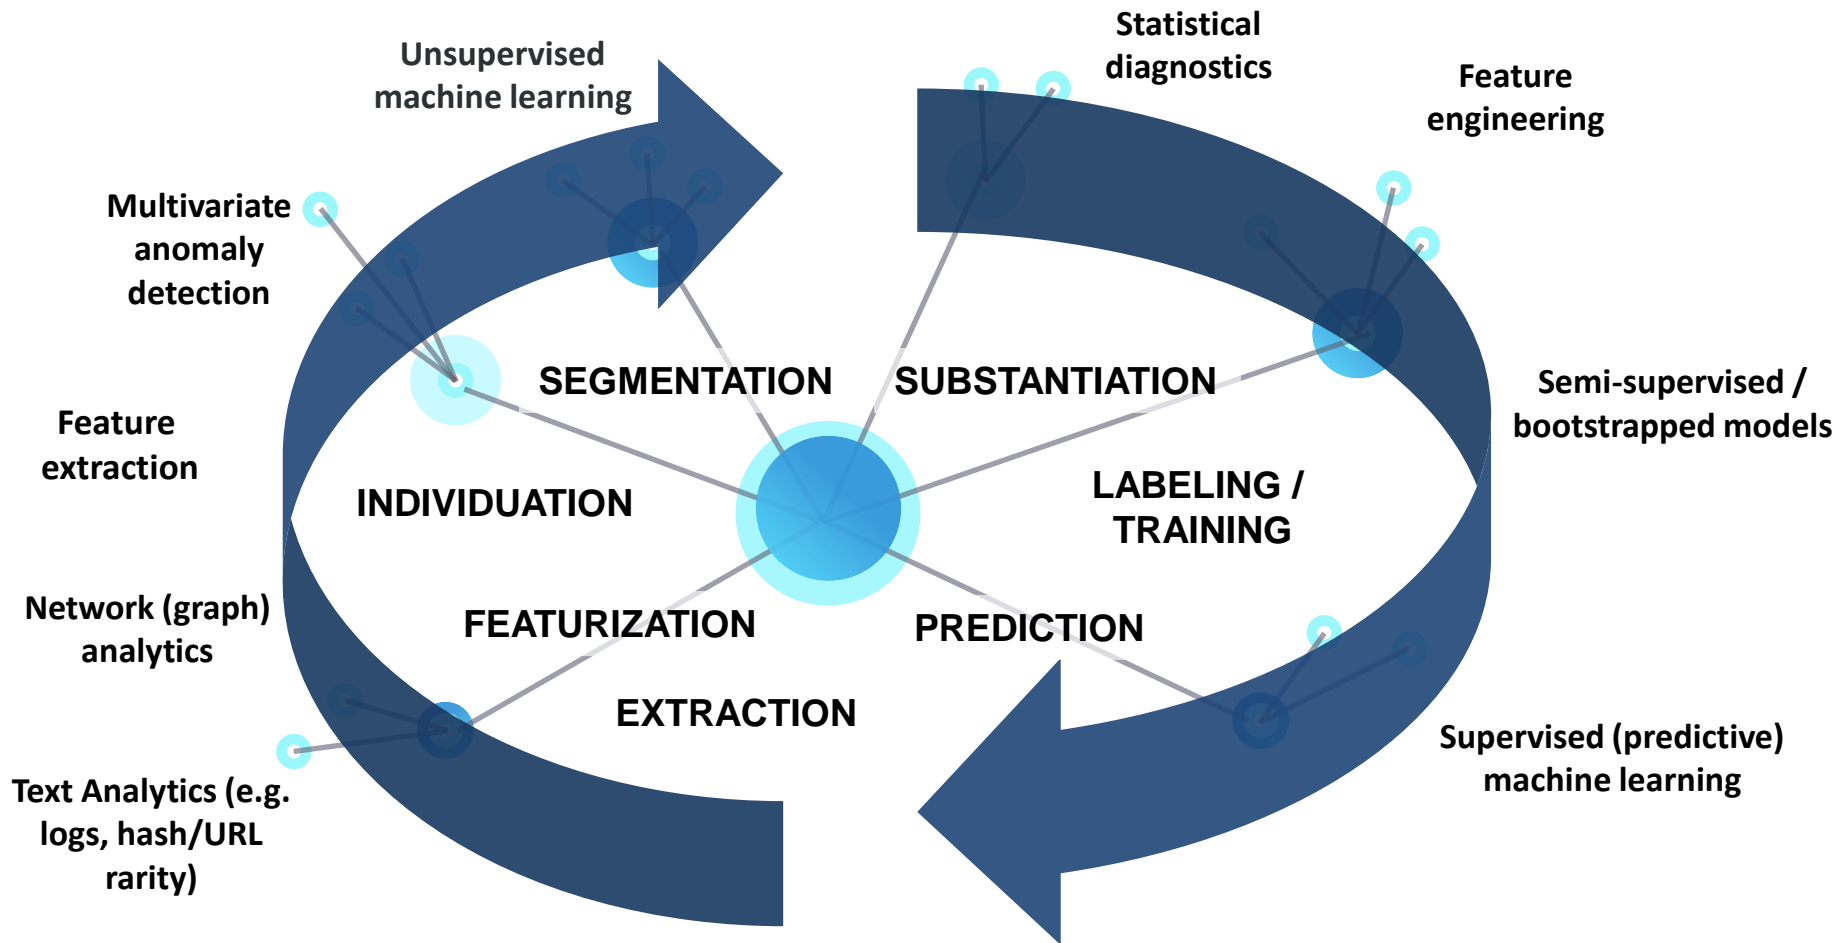 Unsupervised
machine learning
Statistical
diagnostics
Feature
engineering
Multivariate
anomaly
detection
SEGMENTATION
SUBSTANTIATION
Semi-supervised /
bootstrapped models
Feature
extraction
INDIVIDUATION
LABELING /
TRAINING
Network (graph)
analytics
FEATURIZATION
PREDICTION
EXTRACTION
Supervised (predictive)
machine learning
Text Analytics (e.g.
logs, hash/URL
rarity)